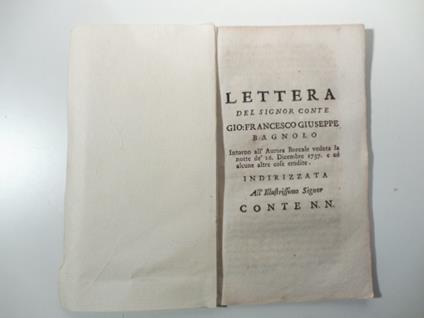 LETTERA
DEL SIGNOR CONTE
GIO: FRANCESCO GIUSEPPE
BAGNOLO
Intorno all' Aurora Boreale veduta la
notte de' 16. Dicembre 1737. e ad
alcune altre cose erudite.
INDIRIZZATA
All' Illustrissimo Signor
CONTE N.N.